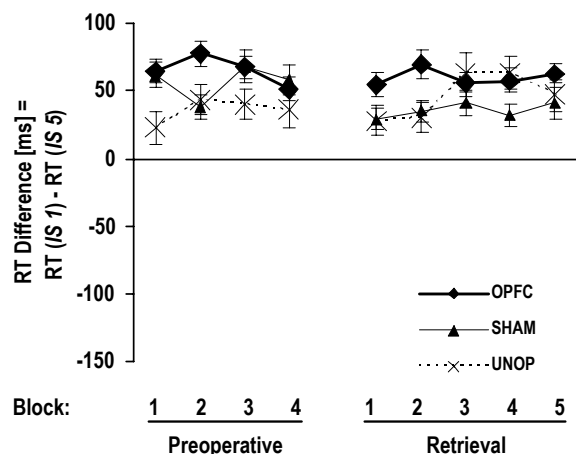 RT Difference [ms] =
RT (IS 1) - RT (IS 5)
100
50
0
-50
-100
-150
OPFC
SHAM
UNOP
Block: 1 2 3 4 1 2 3 4 5
Preoperative Retrieval